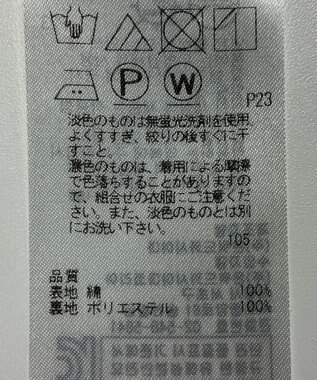 P
W
P23
淡色のものは無蛍光洗剤を使用
よくすすぎ、絞りの後すぐに干
すこと。
濃色のものは、着用による摩擦
で色落ちすることがありますの
で、組合せの衣服にご注意くだ
さい。また、淡色のものとは別
にお洗い下さい。
105
品質
表地 綿 100%
裏地 ポリエステル 100%